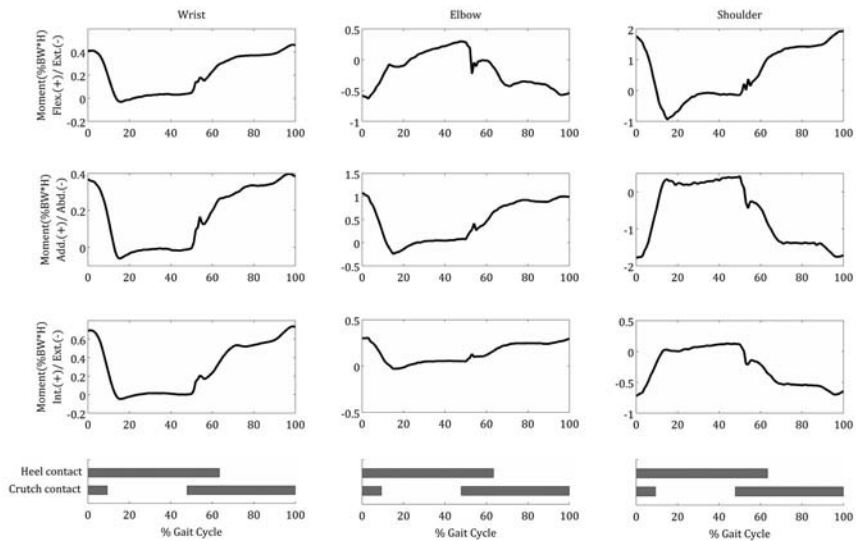 Wrist
Elbow
Shoulder
Moment(%BW*H)
Flex.(+)/ Ext.(-)
0.4
0.2
0
-0.2
0 20 40 60 80 100
0.5
0
-0.5
-1
0 20 40 60 80 100
2
1
0
-1
0 20 40 60 80 100
Moment(%BW*H)
Add.(+)/ Abd.(-)
0.4
0.2
0
0 20 40 60 80 100
1.5
1
0.5
0
-0.5
0 20 40 60 80 100
0
-1
-2
0 20 40 60 80 100
Moment(%BW*H)
Int.(+)/ Ext.(-)
0.6
0.4
0.2
0
-0.2
0 20 40 60 80 100
0.5
0
-0.5
0 20 40 60 80 100
0.5
0
-0.5
-1
0 20 40 60 80 100
Heel contact
Crutch contact
0 20 40 60 80 100
% Gait Cycle
0 20 40 60 80 100
% Gait Cycle
0 20 40 60 80 100
% Gait Cycle